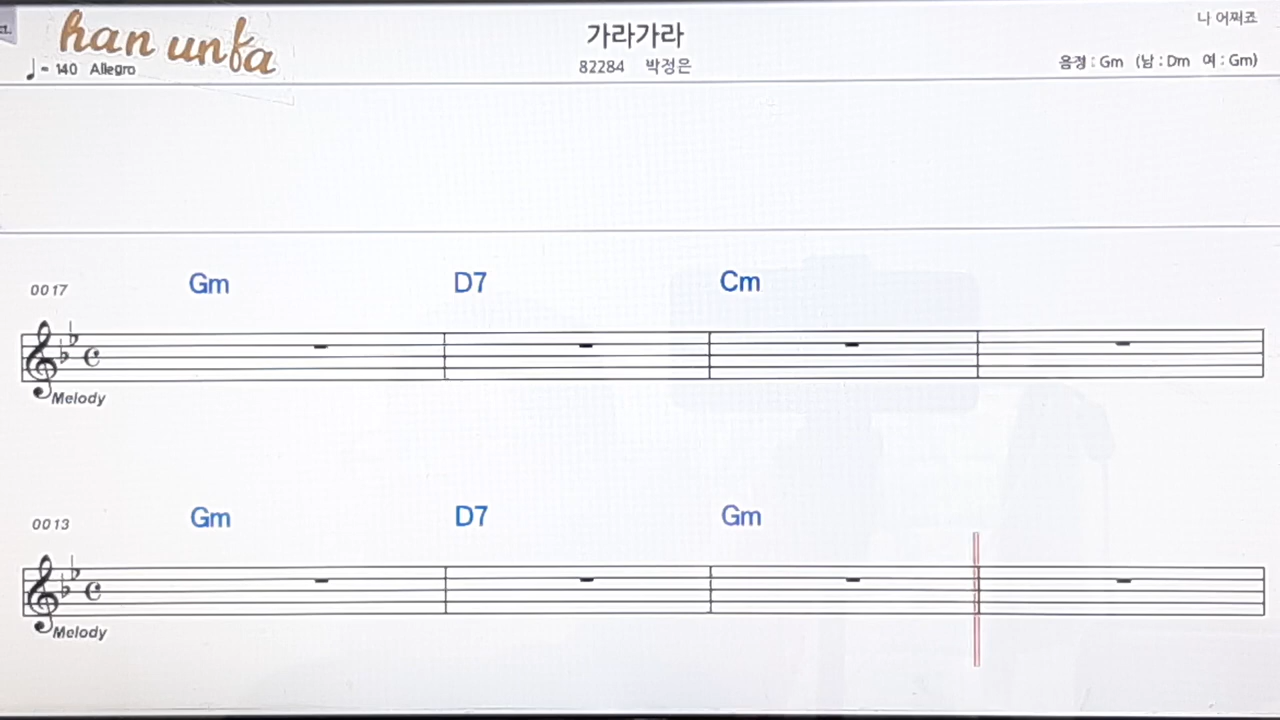 han unfa
♩= 140 Allegro
가라가라
82284 박정은
나 어쩌죠
음정 : Gm (남 : Dm 여 : Gm)
0017 Gm D7 Cm
Melody
0013 Gm D7 Gm
Melody